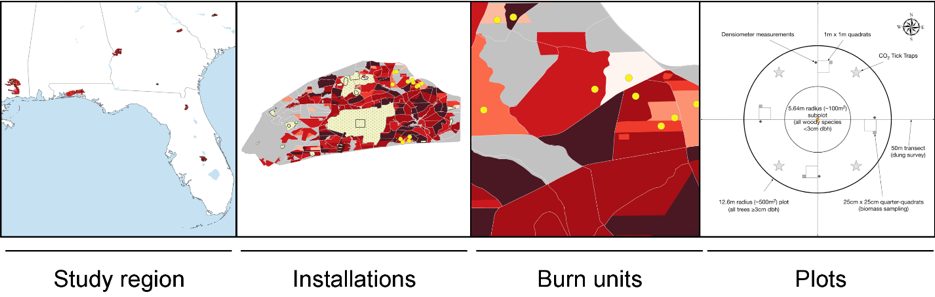 N
W
E
S
Densiometer measurements
1m x 1m quadrats
CO₂ Tick Traps
5.64m radius (~100m²)
subplot
(all woody species
<3cm dbh)
50m transect
(dung survey)
12.6m radius (~500m²) plot
(all trees ≥3cm dbh)
25cm x 25cm quarter-quadrats
(biomass sampling)
Study region
Installations
Burn units
Plots